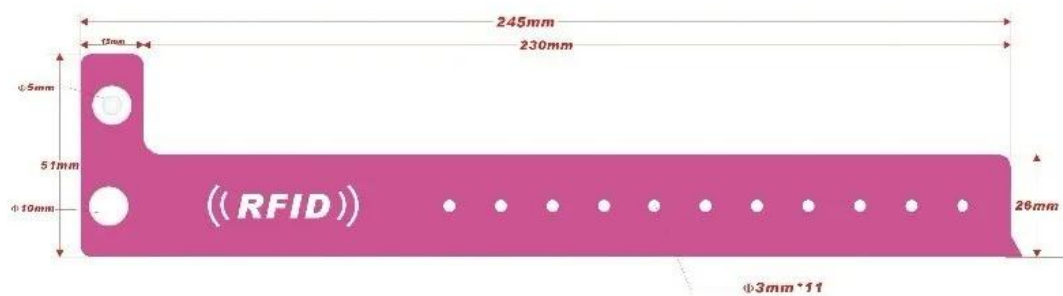 245mm
15mm
230mm
Φ5mm
51mm
Φ10mm
((RFID))
26mm
Φ3mm*11